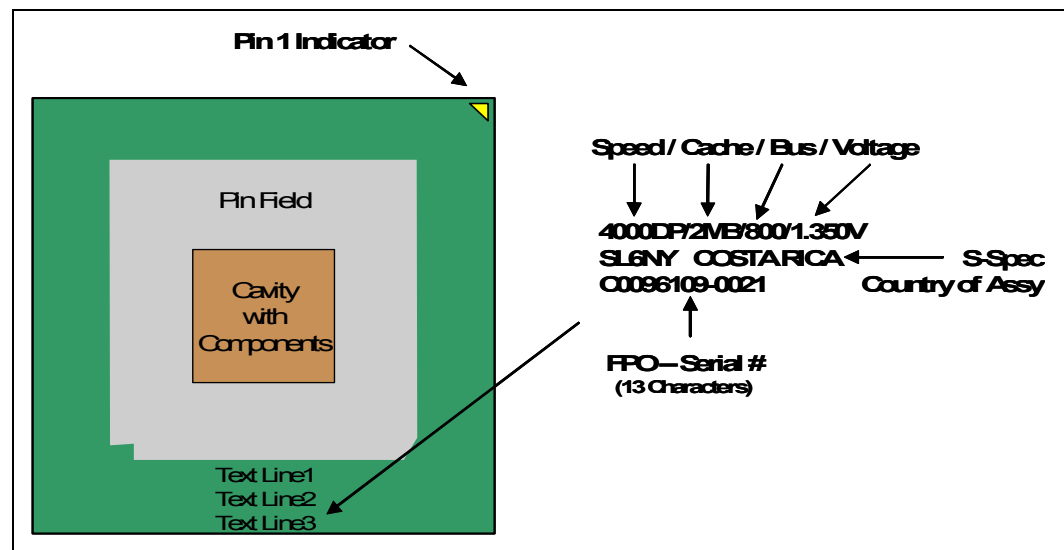 Pin 1 Indicator
Pin Field
Cavity
with
Components
Text Line1
Text Line2
Text Line3
Speed / Cache / Bus / Voltage
4000DP/2MB/800/1.350V
SL6NY COSTA RICA
C0096109-0021
S-Spec
Country of Assy
FPO – Serial #
(13 Characters)